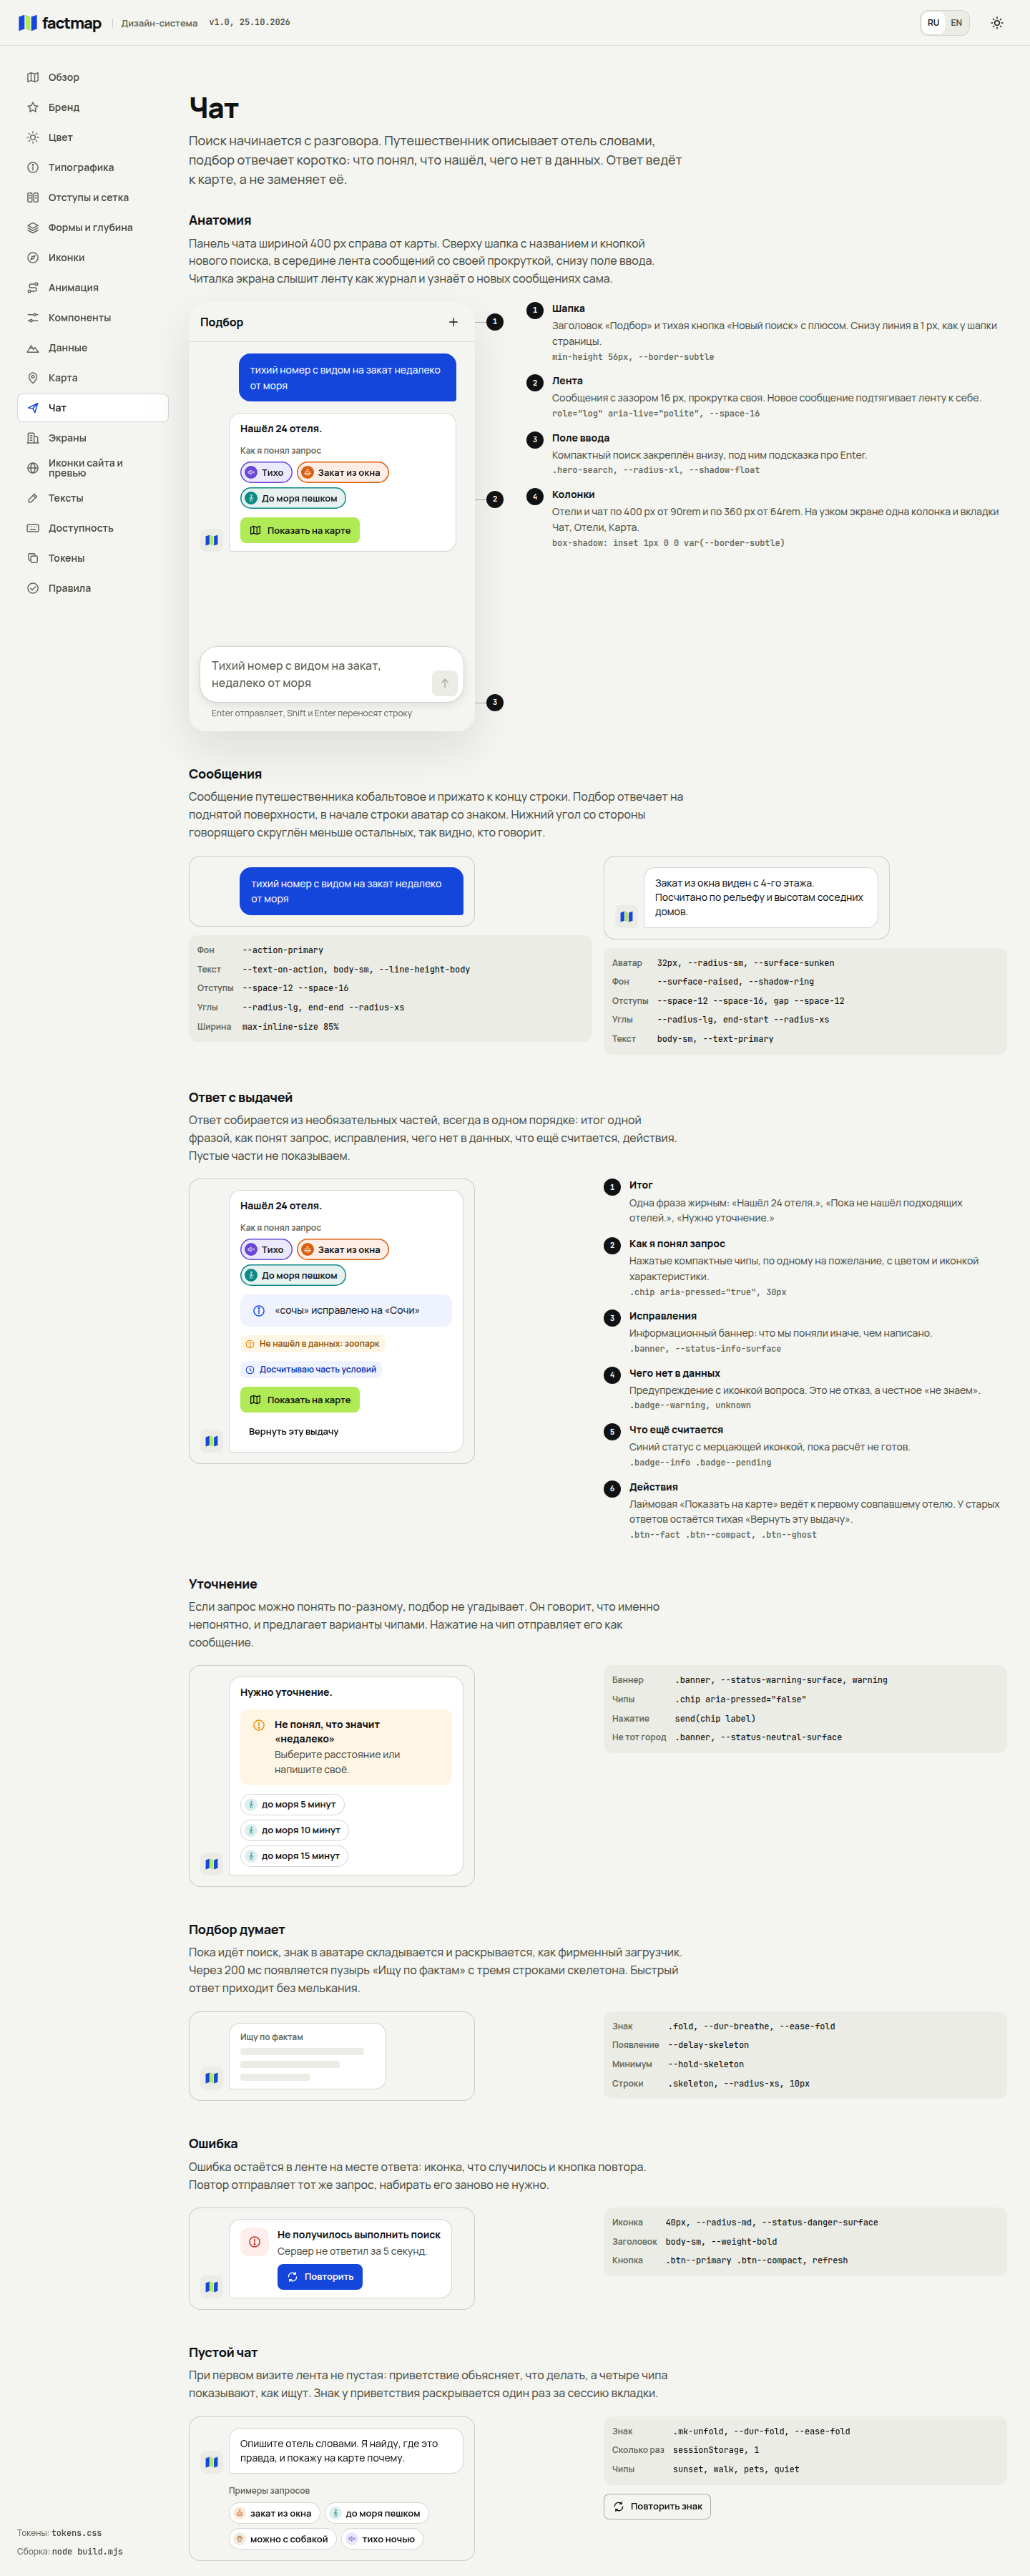 factmap
Дизайн-система
v1.0, 25.10.2026
RU
EN
Обзор
Бренд
Цвет
Типографика
Отступы и сетка
Формы и глубина
Иконки
Анимация
Компоненты
Данные
Карта
Чат
Экраны
Иконки сайта и
превью
Тексты
Доступность
Токены
Правила
Токены: tokens.css
Сборка: node build.mjs
Чат
Поиск начинается с разговора. Путешественник описывает отель словами,
подбор отвечает коротко: что понял, что нашёл, чего нет в данных. Ответ ведёт
к карте, а не заменяет её.
Анатомия
Панель чата шириной 400 px справа от карты. Сверху шапка с названием и кнопкой
нового поиска, в середине лента сообщений со своей прокруткой, снизу поле ввода.
Читалка экрана слышит ленту как журнал и узнаёт о новых сообщениях сама.
Подбор
тихий номер с видом на закат недалеко
от моря
Нашёл 24 отеля.
Как я понял запрос
Тихо
Закат из окна
До моря пешком
Показать на карте
Тихий номер с видом на закат,
недалеко от моря
Enter отправляет, Shift и Enter переносят строку
1
2
3
1
Шапка
Заголовок «Подбор» и тихая кнопка «Новый поиск» с плюсом. Снизу линия в 1 px, как у шапки
страницы.
min-height 56px, --border-subtle
2
Лента
Сообщения с зазором 16 px, прокрутка своя. Новое сообщение подтягивает ленту к себе.
role="log" aria-live="polite", --space-16
3
Поле ввода
Компактный поиск закреплён внизу, под ним подсказка про Enter.
.hero-search, --radius-xl, --shadow-float
4
Колонки
Отели и чат по 400 px от 90rem и по 360 px от 64rem. На узком экране одна колонка и вкладки
Чат, Отели, Карта.
box-shadow: inset 1px 0 0 var(--border-subtle)
Сообщения
Сообщение путешественника кобальтовое и прижато к концу строки. Подбор отвечает на
поднятой поверхности, в начале строки аватар со знаком. Нижний угол со стороны
говорящего скруглён меньше остальных, так видно, кто говорит.
тихий номер с видом на закат недалеко
от моря
Фон --action-primary
Текст --text-on-action, body-sm, --line-height-body
Отступы --space-12 --space-16
Углы --radius-lg, end-end --radius-xs
Ширина max-inline-size 85%
Закат из окна виден с 4-го этажа.
Посчитано по рельефу и высотам соседних
домов.
Аватар 32px, --radius-sm, --surface-sunken
Фон --surface-raised, --shadow-ring
Отступы --space-12 --space-16, gap --space-12
Углы --radius-lg, end-start --radius-xs
Текст body-sm, --text-primary
Ответ с выдачей
Ответ собирается из необязательных частей, всегда в одном порядке: итог одной
фразой, как понят запрос, исправления, чего нет в данных, что ещё считается, действия.
Пустые части не показываем.
Нашёл 24 отеля.
Как я понял запрос
Тихо
Закат из окна
До моря пешком
«сочы» исправлено на «Сочи»
Не нашёл в данных: зоопарк
Досчитываю часть условий
Показать на карте
Вернуть эту выдачу
1
Итог
Одна фраза жирным: «Нашёл 24 отеля.», «Пока не нашёл подходящих
отелей.», «Нужно уточнение.»
2
Как я понял запрос
Нажатые компактные чипы, по одному на пожелание, с цветом и иконкой
характеристики.
.chip aria-pressed="true", 30px
3
Исправления
Информационный баннер: что мы поняли иначе, чем написано.
.banner, --status-info-surface
4
Чего нет в данных
Предупреждение с иконкой вопроса. Это не отказ, а честное «не знаем».
.badge--warning, unknown
5
Что ещё считается
Синий статус с мерцающей иконкой, пока расчёт не готов.
.badge--info .badge--pending
6
Действия
Лаймовая «Показать на карте» ведёт к первому совпавшему отелю. У старых
ответов остаётся тихая «Вернуть эту выдачу».
.btn--fact .btn--compact, .btn--ghost
Уточнение
Если запрос можно понять по-разному, подбор не угадывает. Он говорит, что именно
непонятно, и предлагает варианты чипами. Нажатие на чип отправляет его как
сообщение.
Нужно уточнение.
Не понял, что значит
«недалеко»
Выберите расстояние или
напишите своё.
до моря 5 минут
до моря 10 минут
до моря 15 минут
Баннер .banner, --status-warning-surface, warning
Чипы .chip aria-pressed="false"
Нажатие send(chip label)
Не тот город .banner, --status-neutral-surface
Подбор думает
Пока идёт поиск, знак в аватаре складывается и раскрывается, как фирменный загрузчик.
Через 200 мс появляется пузырь «Ищу по фактам» с тремя строками скелетона. Быстрый
ответ приходит без мелькания.
Ищу по фактам
Знак .fold, --dur-breathe, --ease-fold
Появление --delay-skeleton
Минимум --hold-skeleton
Строки .skeleton, --radius-xs, 10px
Ошибка
Ошибка остаётся в ленте на месте ответа: иконка, что случилось и кнопка повтора.
Повтор отправляет тот же запрос, набирать его заново не нужно.
Не получилось выполнить поиск
Сервер не ответил за 5 секунд.
Повторить
Иконка 40px, --radius-md, --status-danger-surface
Заголовок body-sm, --weight-bold
Кнопка .btn--primary .btn--compact, refresh
Пустой чат
При первом визите лента не пустая: приветствие объясняет, что делать, а четыре чипа
показывают, как ищут. Знак у приветствия раскрывается один раз за сессию вкладки.
Опишите отель словами. Я найду, где это
правда, и покажу на карте почему.
Примеры запросов
закат из окна
до моря пешком
можно с собакой
тихо ночью
Знак .mk-unfold, --dur-fold, --ease-fold
Сколько раз sessionStorage, 1
Чипы sunset, walk, pets, quiet
Повторить знак